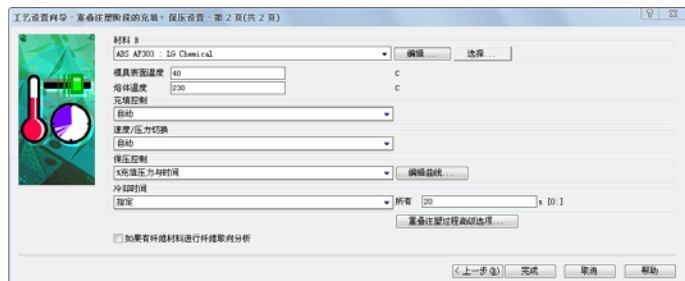 工艺设置向导 - 重叠注塑阶段的充填+ 保压设置 - 第 2 页(共 2 页)
材料 B
ABS AF303 : LG Chemical 编辑... 选择...
模具表面温度 40 C
熔体温度 230 C
充填控制
自动
速度/压力切换
自动
保压控制
%充填压力与时间 编辑曲线...
冷却时间
指定 所有 20 s [0:]
重叠注塑过程高级选项...
如果有纤维材料进行纤维取向分析
< 上一步(B) 完成 取消 帮助